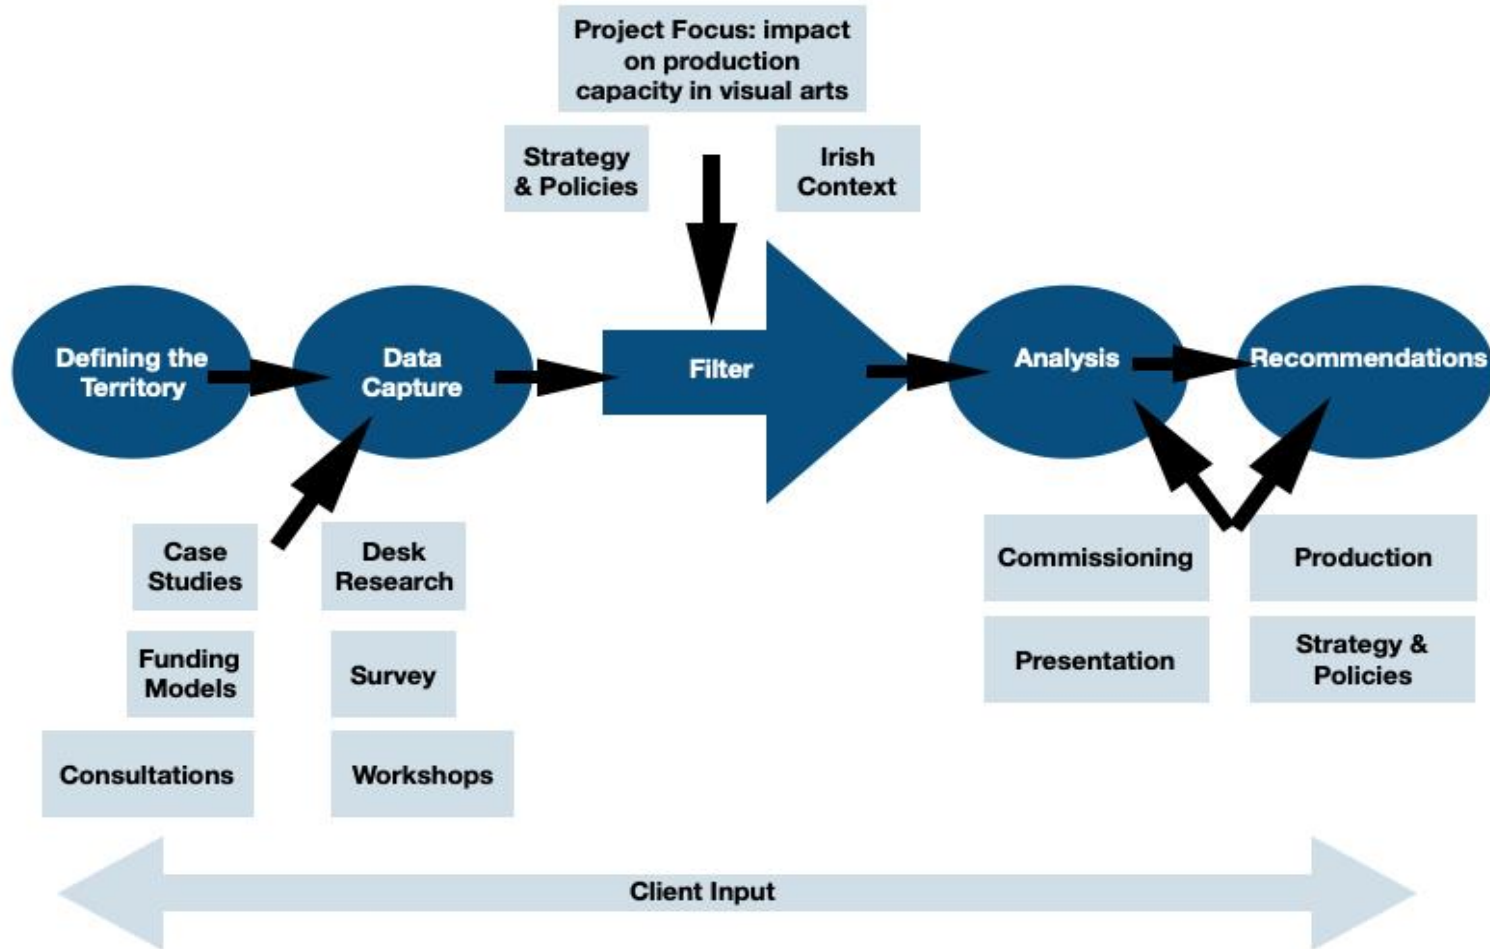 Project Focus: impact
on production
capacity in visual arts
Strategy
& Policies
Irish
Context
Defining the
Territory
Data
Capture
Filter
Analysis
Recommendations
Case
Studies
Desk
Research
Funding
Models
Survey
Consultations
Workshops
Commissioning
Production
Presentation
Strategy &
Policies
Client Input